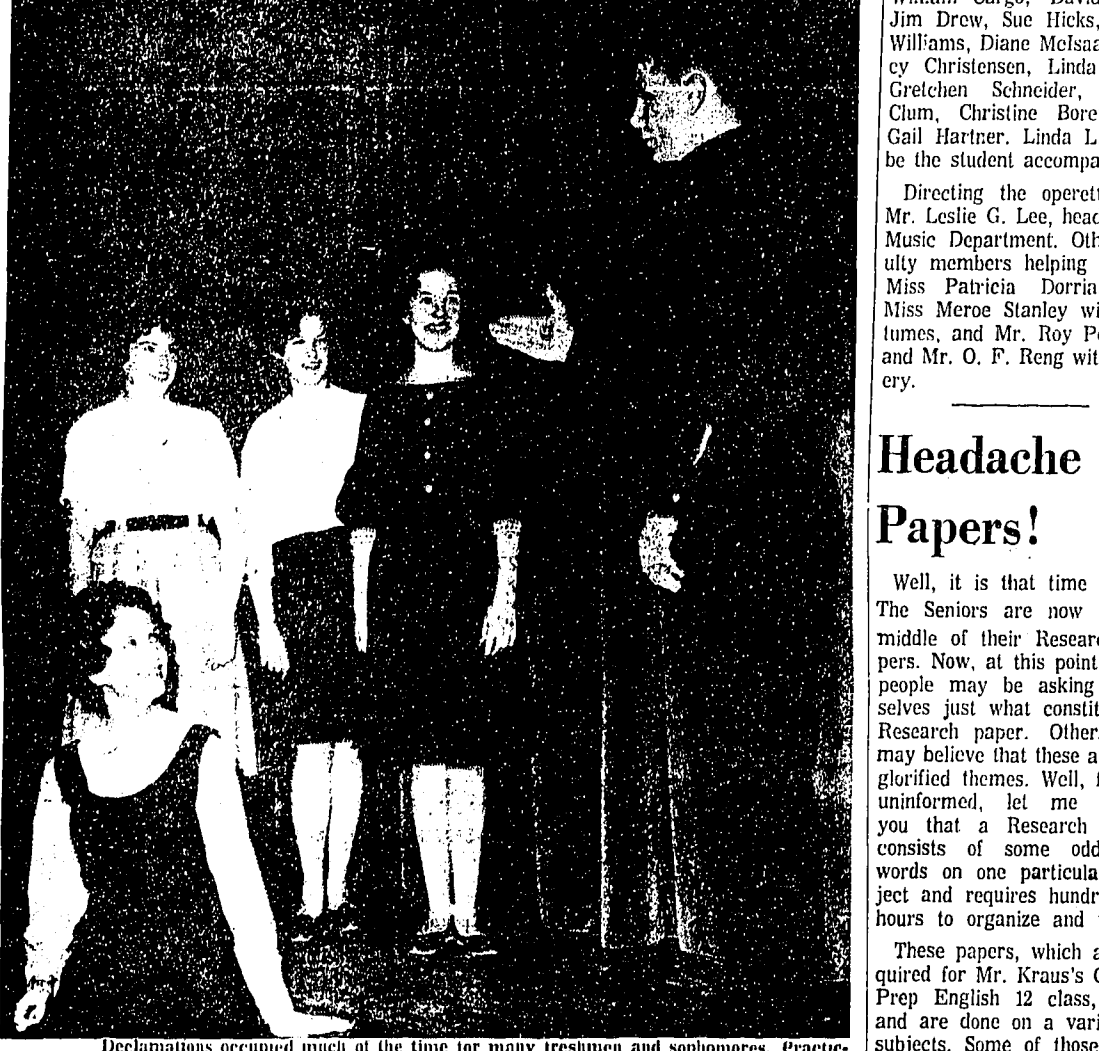 Declamations occupied much of the time for many freshmen and sophomores. Practic-
Jim Drew, Sue Hicks,
Williams, Diane McIsaa
cy Christensen, Linda
Gretchen Schneider,
Clum, Christine Bore
Gail Hartner. Linda L
be the student accompa
Directing the operett
Mr. Leslie G. Lee, head
Music Department. Oth
ulty members helping
Miss Patricia Dorria
Miss Meroe Stanley wi
tumes, and Mr. Roy Pe
and Mr. O. F. Reng wit
ery.
Headache
Papers!
Well, it is that time
The Seniors are now
middle of their Researc
pers. Now, at this point
people may be asking
selves just what constit
Research paper. Other
may believe that these a
glorified themes. Well, f
uninformed, let me
you that a Research
consists of some odd
words on one particula
ject and requires hundr
hours to organize and
These papers, which a
quired for Mr. Kraus's C
Prep English 12 class,
and are done on a vari
subjects. Some of those